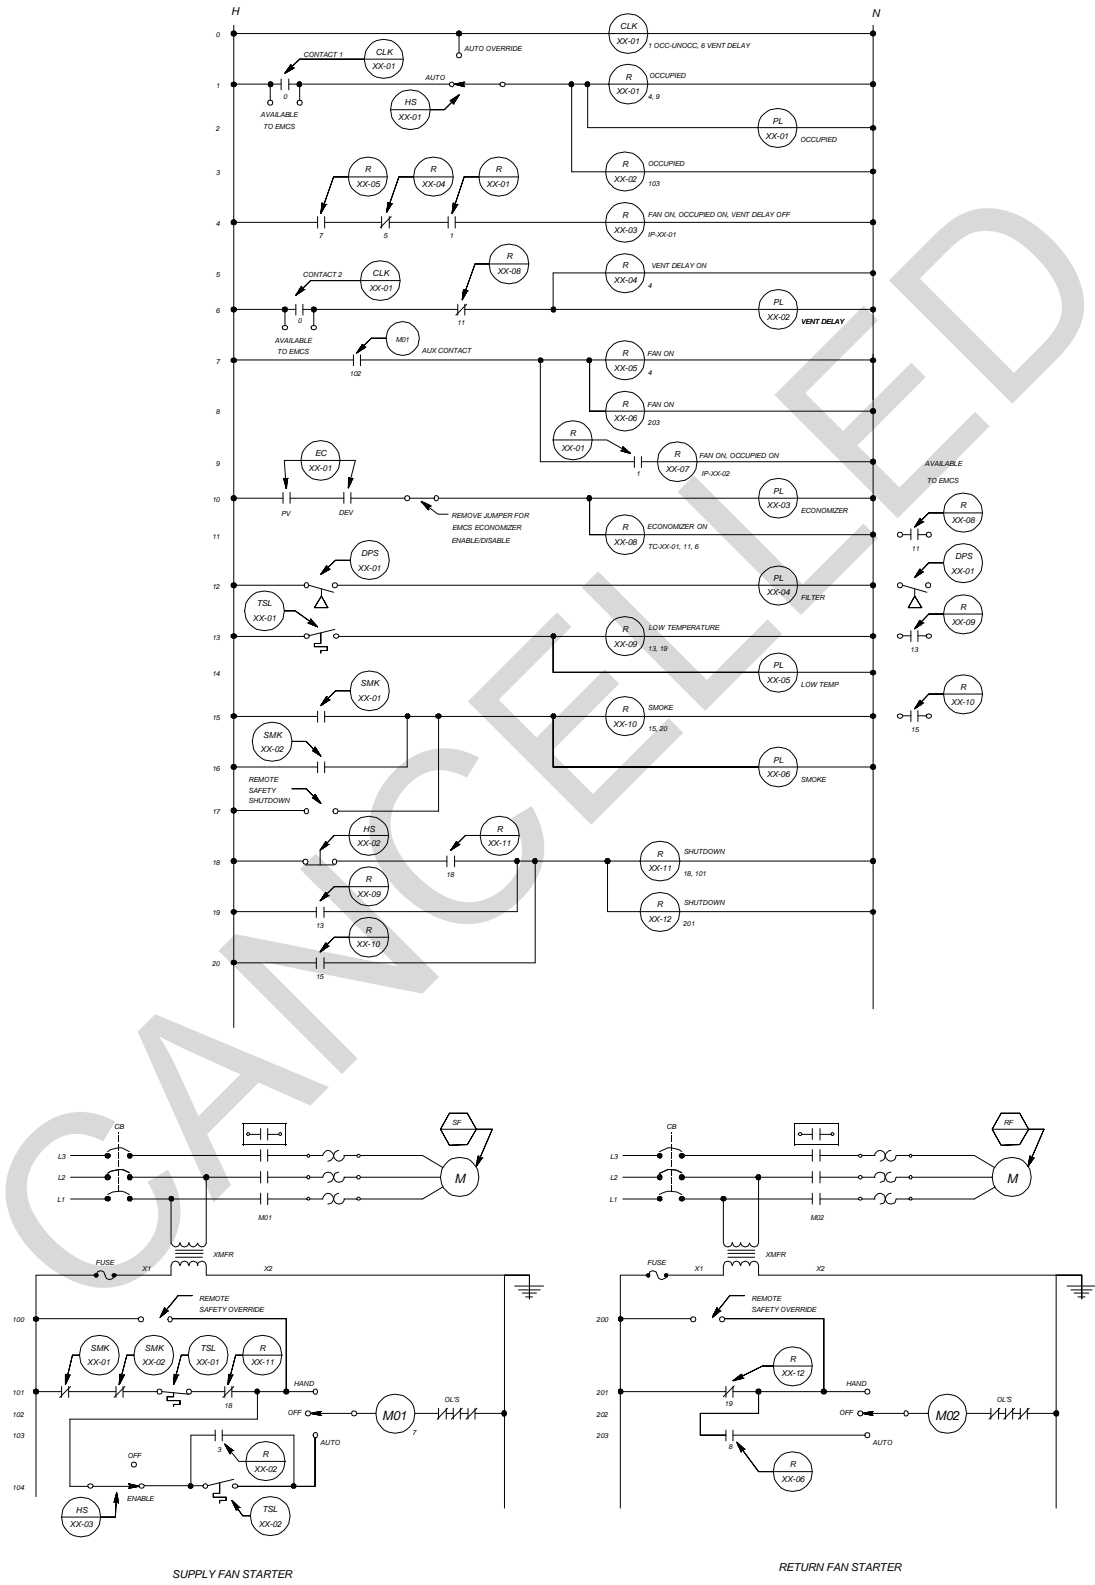 H
N
0
CLK
XX-01
1 OCC-UNOCC, 6 VENT DELAY
AUTO OVERRIDE
CONTACT 1
CLK
XX-01
1
0
AUTO
R
XX-01
OCCUPIED
4, 9
HS
XX-01
AVAILABLE
TO EMCS
2
PL
XX-01
OCCUPIED
3
R
XX-02
OCCUPIED
103
R
XX-05
R
XX-04
R
XX-01
4
7
5
1
R
XX-03
FAN ON, OCCUPIED ON, VENT DELAY OFF
IP-XX-01
R
XX-08
5
CONTACT 2
CLK
XX-01
R
XX-04
VENT DELAY ON
4
6
0
11
PL
XX-02
VENT DELAY
AVAILABLE
TO EMCS
M01
AUX CONTACT
7
102
R
XX-05
FAN ON
4
8
R
XX-06
FAN ON
203
R
XX-01
9
1
R
XX-07
FAN ON, OCCUPIED ON
IP-XX-02
AVAILABLE
TO EMCS
EC
XX-01
10
PV
DEV
REMOVE JUMPER FOR
EMCS ECONOMIZER
ENABLE/DISABLE
PL
XX-03
ECONOMIZER
R
XX-08
11
R
XX-08
ECONOMIZER ON
TC-XX-01, 11, 6
11
DPS
XX-01
DPS
XX-01
12
PL
XX-04
FILTER
TSL
XX-01
R
XX-09
13
R
XX-09
LOW TEMPERATURE
13, 19
13
14
PL
XX-05
LOW TEMP
SMK
XX-01
R
XX-10
15
R
XX-10
SMOKE
15, 20
15
SMK
XX-02
16
PL
XX-06
SMOKE
REMOTE
SAFETY
SHUTDOWN
17
HS
XX-02
R
XX-11
18
18
R
XX-11
SHUTDOWN
18, 101
R
XX-09
19
13
R
XX-12
SHUTDOWN
201
R
XX-10
20
15
CANCELLED
CB
SF
L3
L2
L1
M
M01
XMFR
FUSE
X1
X2
REMOTE
SAFETY OVERRIDE
100
SMK
XX-01
SMK
XX-02
TSL
XX-01
R
XX-11
101
18
HAND
102
OFF
M01
7
OL'S
103
3
R
XX-02
AUTO
OFF
104
ENABLE
HS
XX-03
TSL
XX-02
SUPPLY FAN STARTER
CB
RF
L3
L2
L1
M
M02
XMFR
FUSE
X1
X2
REMOTE
SAFETY OVERRIDE
200
R
XX-12
201
19
HAND
202
OFF
M02
OL'S
203
8
AUTO
R
XX-06
RETURN FAN STARTER